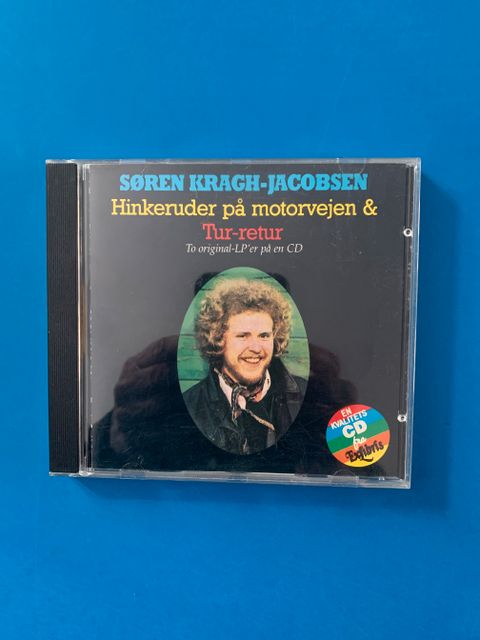 SØREN KRAGH-JACOBSEN
Hinkeruder på motorvejen &
Tur-retur
To original-LP'er på en CD
EN
KVALITETS
CD
fra
Exlibris